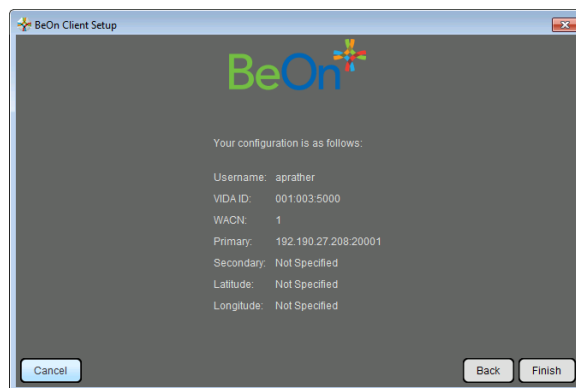 BeOn Client Setup
BeOn
Your configuration is as follows:
Username: aprather
VIDA ID: 001:003:5000
WACN: 1
Primary: 192.190.27.208:20001
Secondary: Not Specified
Latitude: Not Specified
Longitude: Not Specified
Cancel Back Finish